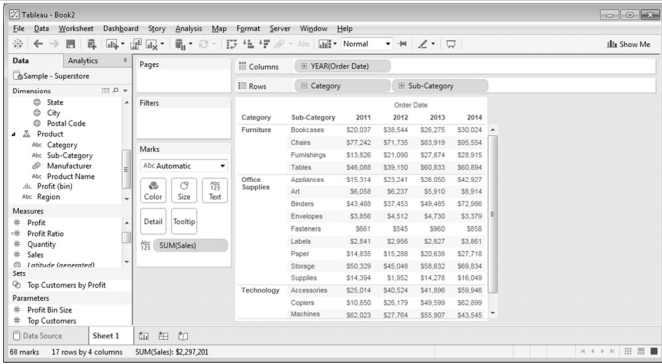 Tableau - Book2
File Data Worksheet Dashboard Story Analysis Map Format Server Window Help
Abc Normal Show Me
Data Analytics
Sample - Superstore
Dimensions
State
City
Postal Code
Product
Abc Category
Abc Sub-Category
Manufacturer
Abc Product Name
Profit (bin)
Abc Region
Measures
# Profit
=# Profit Ratio
# Quantity
# Sales
Latitude (generated)
Sets
Top Customers by Profit
Parameters
# Profit Bin Size
# Top Customers
Pages
Filters
Marks
Abc Automatic
Color Size Abc 123 Text
Detail Tooltip
Abc 123 SUM(Sales)
Columns YEAR(Order Date)
Rows Category Sub-Category
Order Date
Category Sub-Category 2011 2012 2013 2014
Furniture Bookcases $20,037 $38,544 $26,275 $30,024
Chairs $77,242 $71,735 $83,919 $95,554
Furnishings $13,826 $21,090 $27,874 $28,915
Tables $46,088 $39,150 $60,833 $60,894
Office Supplies Appliances $15,314 $23,241 $26,050 $42,927
Art $6,058 $6,237 $5,910 $8,914
Binders $43,488 $37,453 $49,485 $72,986
Envelopes $3,856 $4,512 $4,730 $3,379
Fasteners $661 $545 $960 $858
Labels $2,841 $2,956 $2,827 $3,861
Paper $14,835 $15,288 $20,638 $27,718
Storage $50,329 $45,048 $58,632 $69,834
Supplies $14,394 $1,952 $14,278 $16,049
Technology Accessories $25,014 $40,524 $41,896 $59,946
Copiers $10,850 $26,179 $49,599 $62,899
Machines $62,023 $27,764 $55,907 $43,545
Data Source Sheet 1
68 marks 17 rows by 4 columns SUM(Sales): $2,297,201